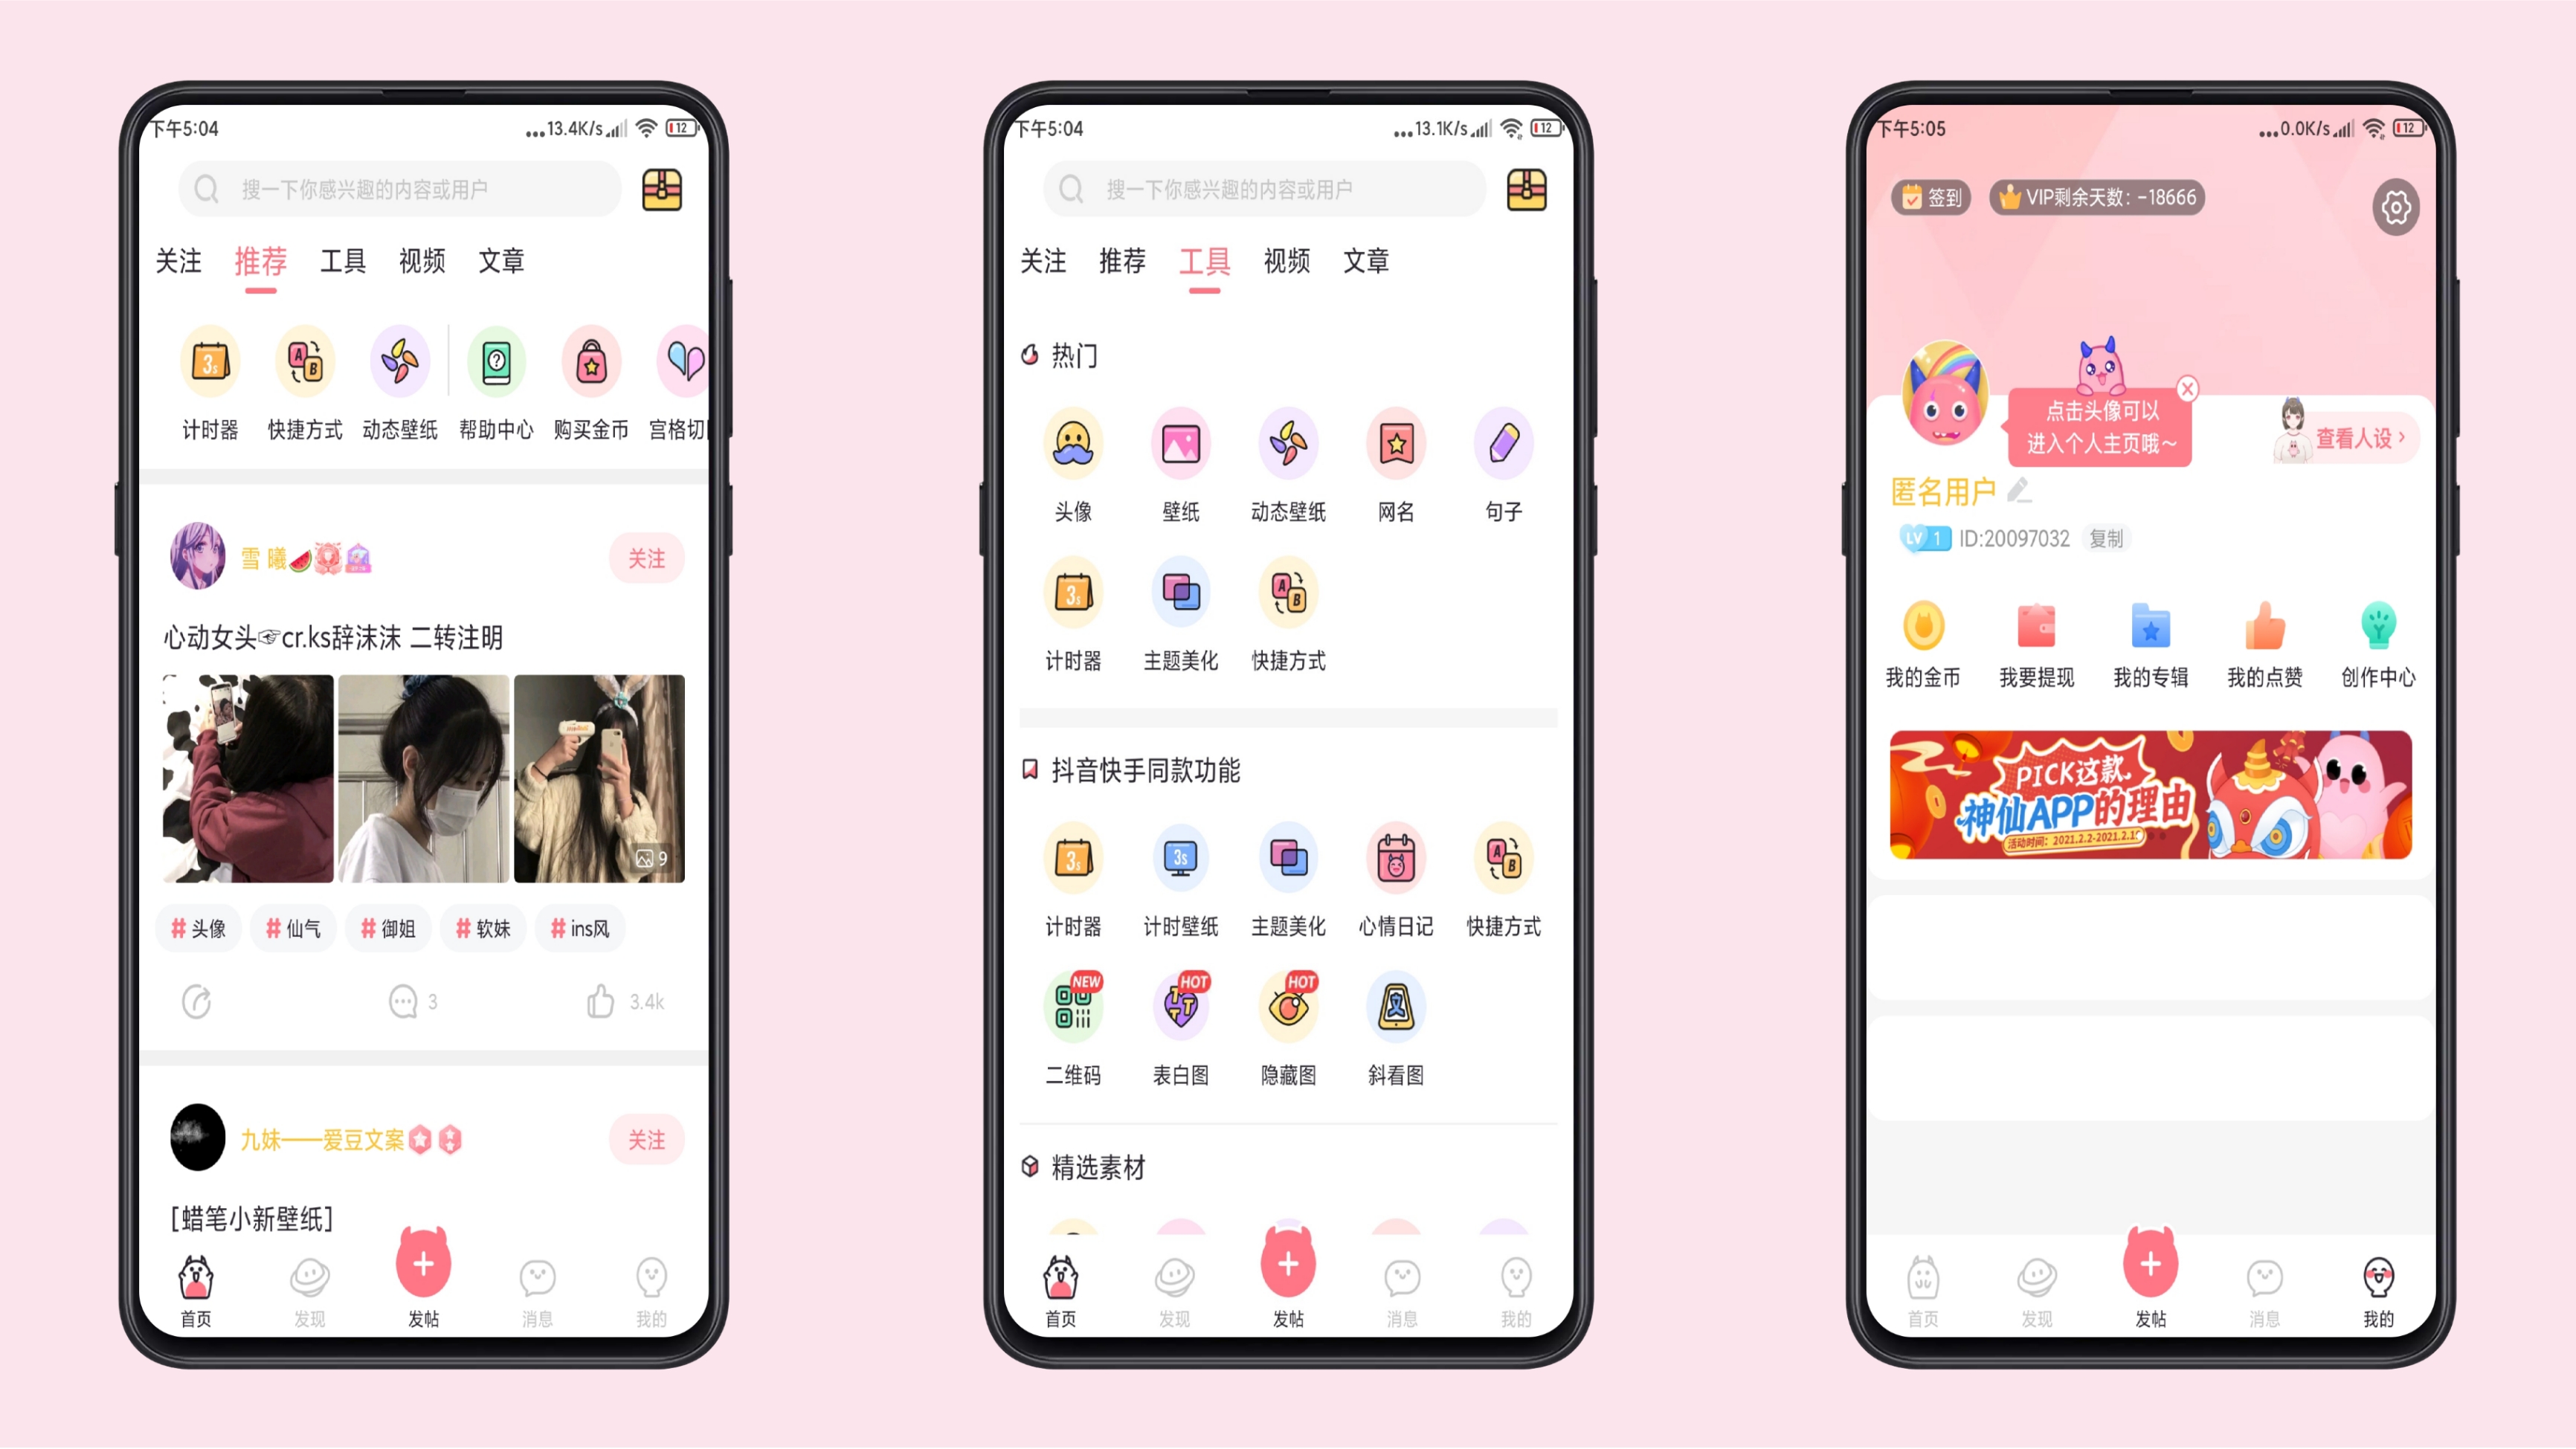 下午5:04
...13.4K/s
12
搜一下你感兴趣的内容或用户
关注 推荐 工具 视频 文章
3s
A B
?
计时器 快捷方式 动态壁纸 帮助中心 购买金币 宫格切
雪 曦
关注
心动女头☞cr.ks辞沫沫 二转注明
9
#头像 #仙气 #御姐 #软妹 #ins风
3
3.4k
九妹——爱豆文案
关注
[蜡笔小新壁纸]
首页 发现 发帖 消息 我的
下午5:04
...13.1K/s
12
搜一下你感兴趣的内容或用户
关注 推荐 工具 视频 文章
热门
头像 壁纸 动态壁纸 网名 句子
3s
A B
计时器 主题美化 快捷方式
抖音快手同款功能
3s
3s
A B
计时器 计时壁纸 主题美化 心情日记 快捷方式
NEW HOT HOT
二维码 表白图 隐藏图 斜看图
精选素材
首页 发现 发帖 消息 我的
下午5:05
...0.0K/s
12
签到
VIP剩余天数：-18666
点击头像可以
进入个人主页哦~
查看人设 ›
匿名用户
LV 1 ID:20097032 复制
我的金币 我要提现 我的专辑 我的点赞 创作中心
PICK这款
神仙APP的理由
首页 发现 发帖 消息 我的